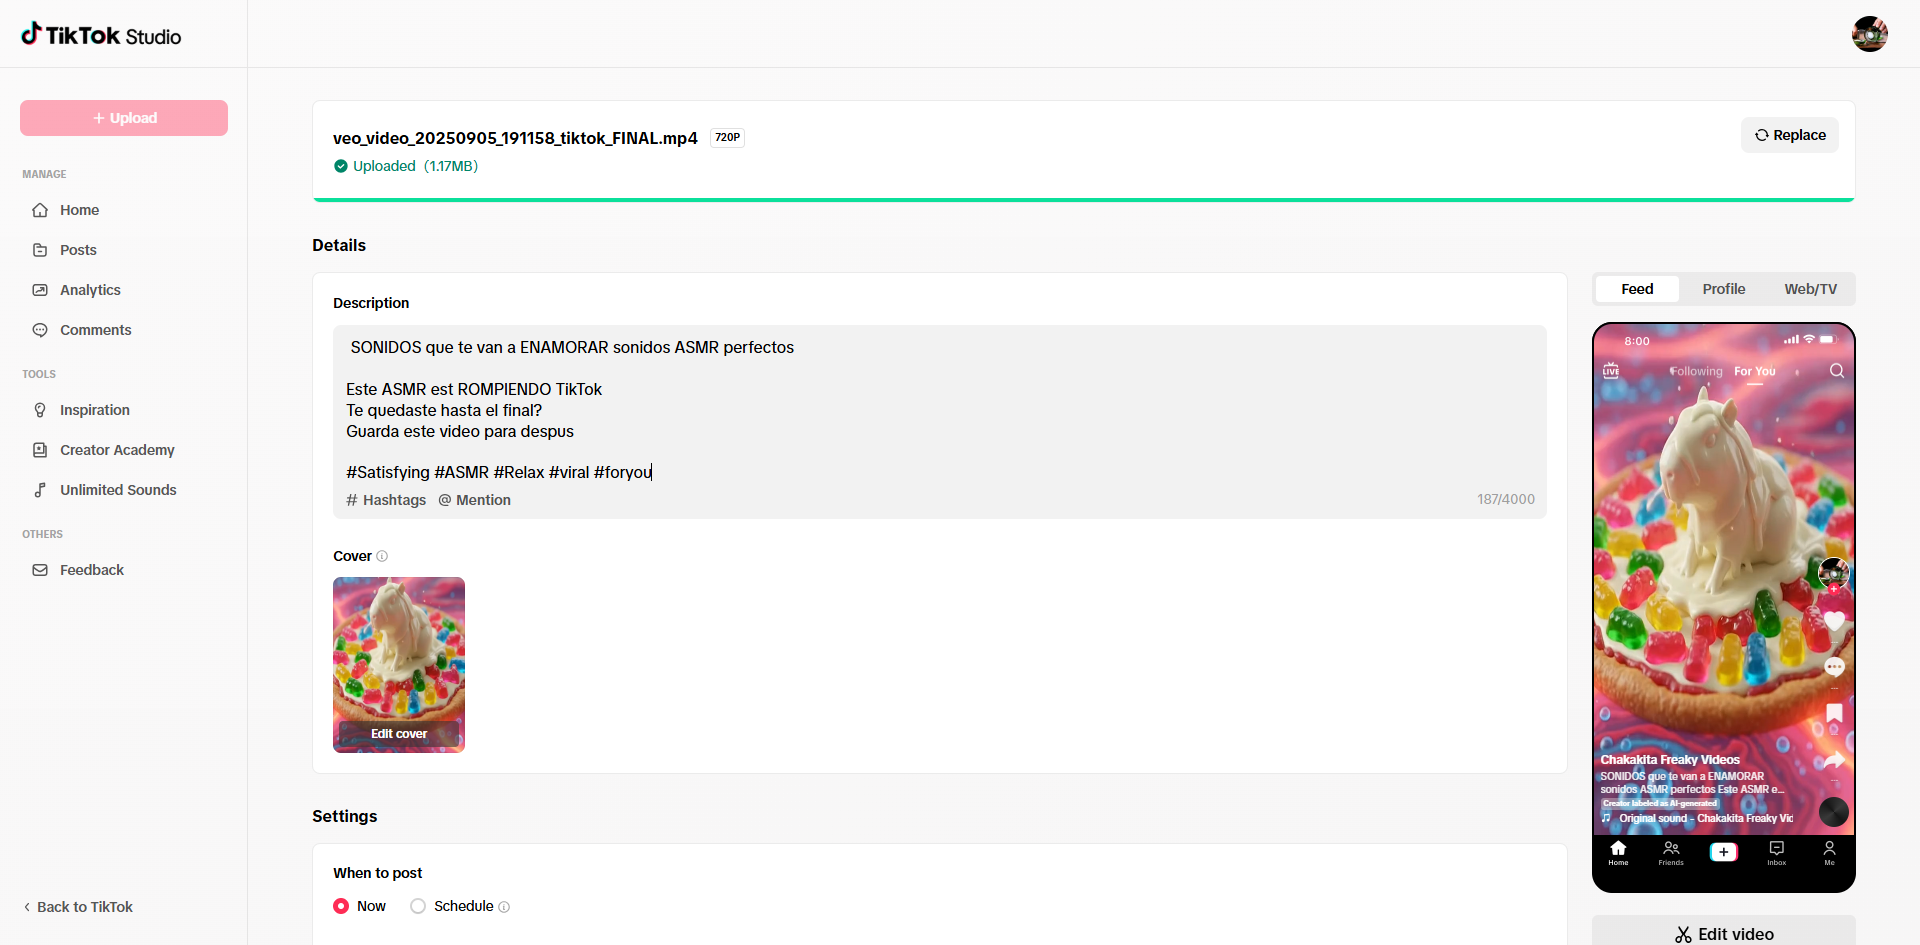 TikTok Studio
+ Upload
MANAGE
Home
Posts
Analytics
Comments
TOOLS
Inspiration
Creator Academy
Unlimited Sounds
OTHERS
Feedback
< Back to TikTok
veo_video_20250905_191158_tiktok_FINAL.mp4 720P
Uploaded (1.17MB)
Replace
Details
Description
SONIDOS que te van a ENAMORAR sonidos ASMR perfectos
Este ASMR est ROMPIENDO TikTok
Te quedaste hasta el final?
Guarda este video para despus
#Satisfying #ASMR #Relax #viral #foryou
# Hashtags @ Mention 187/4000
Cover
Edit cover
Settings
When to post
Now Schedule
Feed Profile Web/TV
8:00
LIVE Following For You
Chakakita Freaky Videos
SONIDOS que te van a ENAMORAR
sonidos ASMR perfectos Este ASMR e...
Creator labeled as AI-generated
Original sound - Chakakita Freaky Vic
Home Friends Inbox Me
Edit video